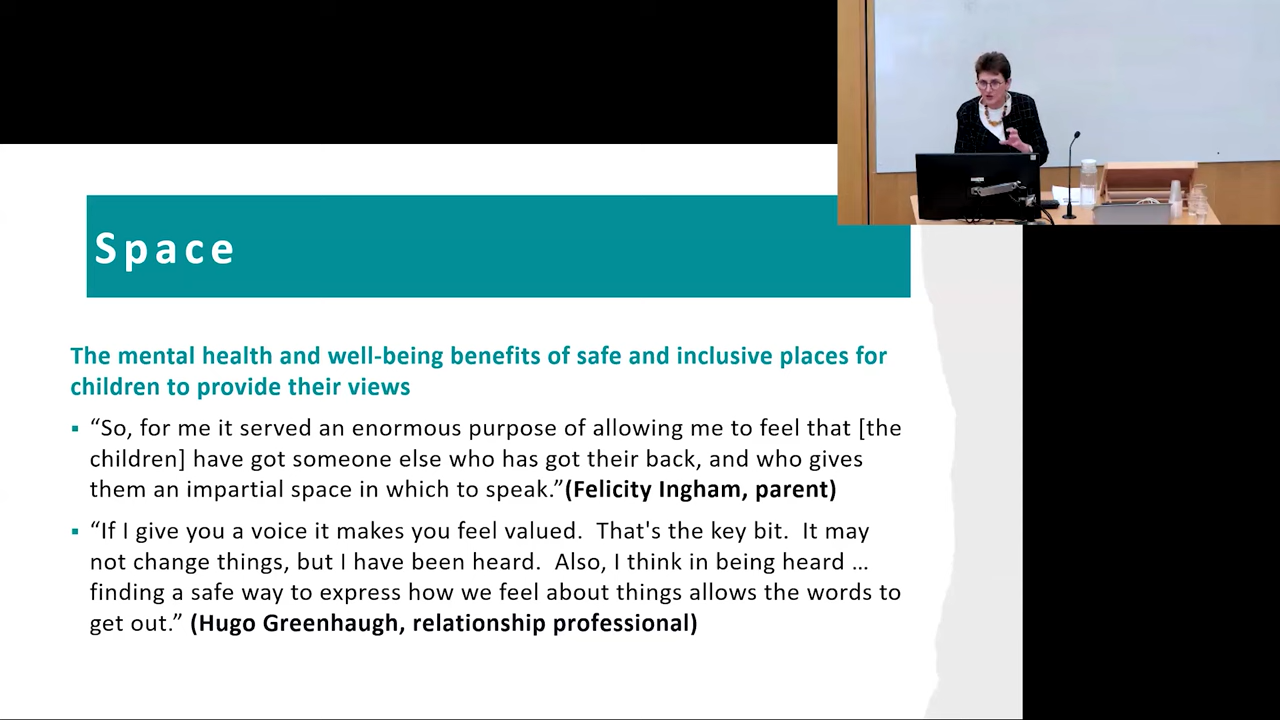 Space
The mental health and well-being benefits of safe and inclusive places for
children to provide their views
▪ “So, for me it served an enormous purpose of allowing me to feel that [the
children] have got someone else who has got their back, and who gives
them an impartial space in which to speak.”(Felicity Ingham, parent)
▪ “If I give you a voice it makes you feel valued.  That's the key bit.  It may
not change things, but I have been heard.  Also, I think in being heard …
finding a safe way to express how we feel about things allows the words to
get out.” (Hugo Greenhaugh, relationship professional)